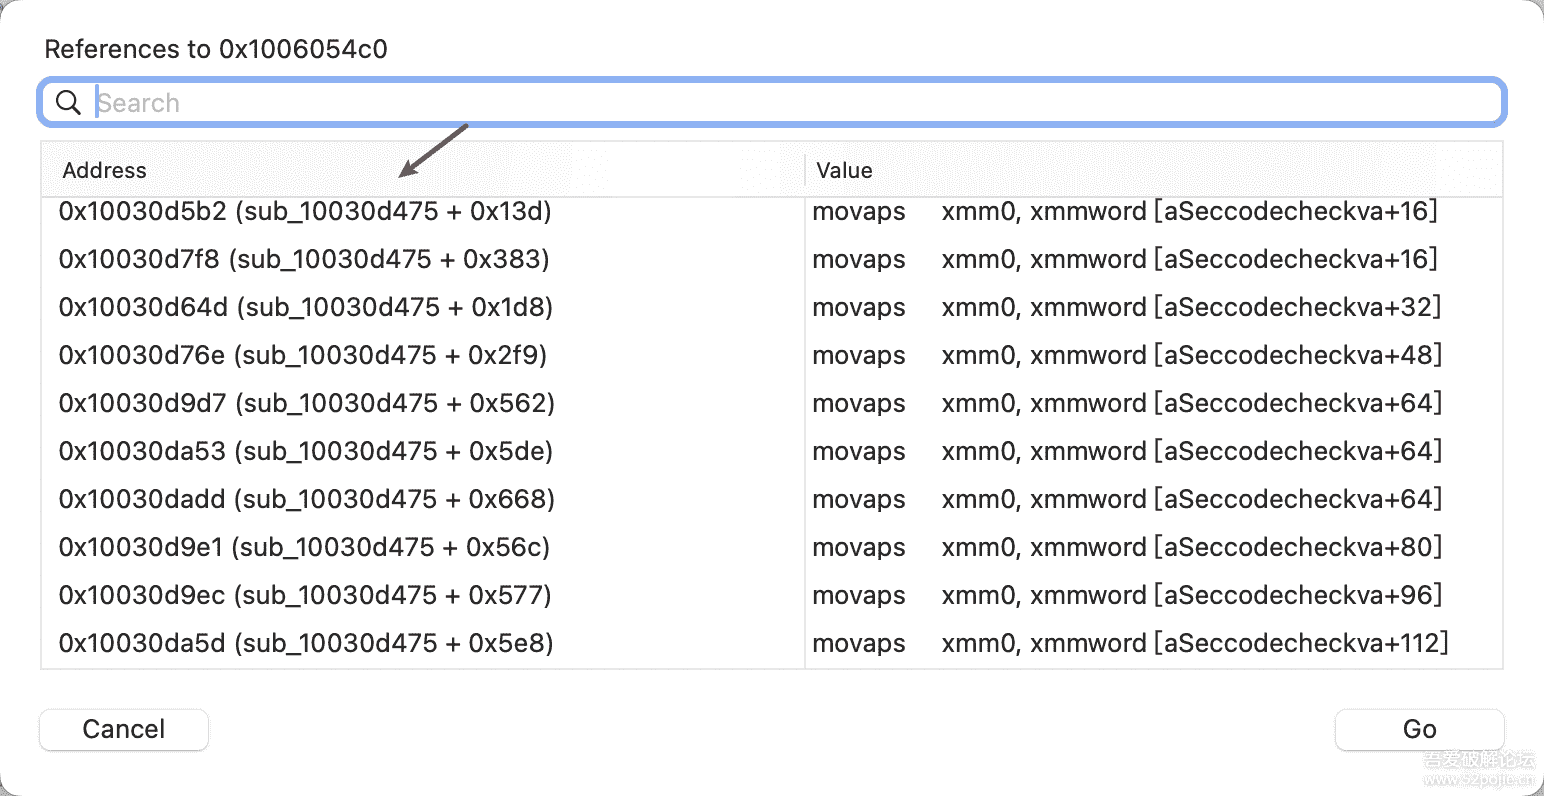 References to 0x1006054c0
Search
Address Value
0x10030d5b2 (sub_10030d475 + 0x13d) movaps xmm0, xmmword [aSeccodecheckva+16]
0x10030d7f8 (sub_10030d475 + 0x383) movaps xmm0, xmmword [aSeccodecheckva+16]
0x10030d64d (sub_10030d475 + 0x1d8) movaps xmm0, xmmword [aSeccodecheckva+32]
0x10030d76e (sub_10030d475 + 0x2f9) movaps xmm0, xmmword [aSeccodecheckva+48]
0x10030d9d7 (sub_10030d475 + 0x562) movaps xmm0, xmmword [aSeccodecheckva+64]
0x10030da53 (sub_10030d475 + 0x5de) movaps xmm0, xmmword [aSeccodecheckva+64]
0x10030dadd (sub_10030d475 + 0x668) movaps xmm0, xmmword [aSeccodecheckva+64]
0x10030d9e1 (sub_10030d475 + 0x56c) movaps xmm0, xmmword [aSeccodecheckva+80]
0x10030d9ec (sub_10030d475 + 0x577) movaps xmm0, xmmword [aSeccodecheckva+96]
0x10030da5d (sub_10030d475 + 0x5e8) movaps xmm0, xmmword [aSeccodecheckva+112]
Cancel Go
吾爱破解论坛
www.52pojie.cn